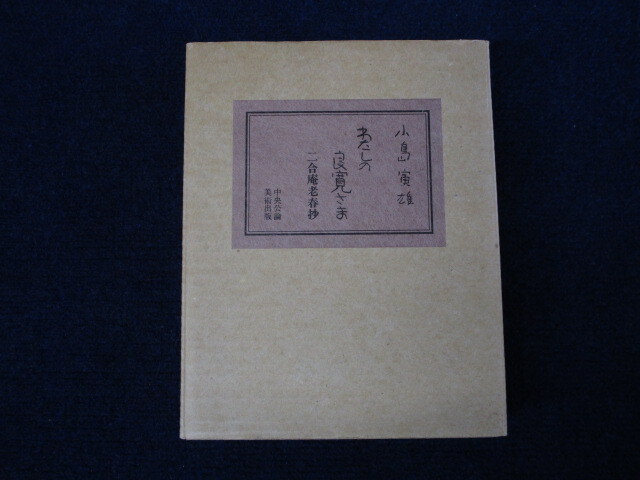 小島寅雄
わたしの
良寛さま
二合庵老春抄
中央公論
美術出版